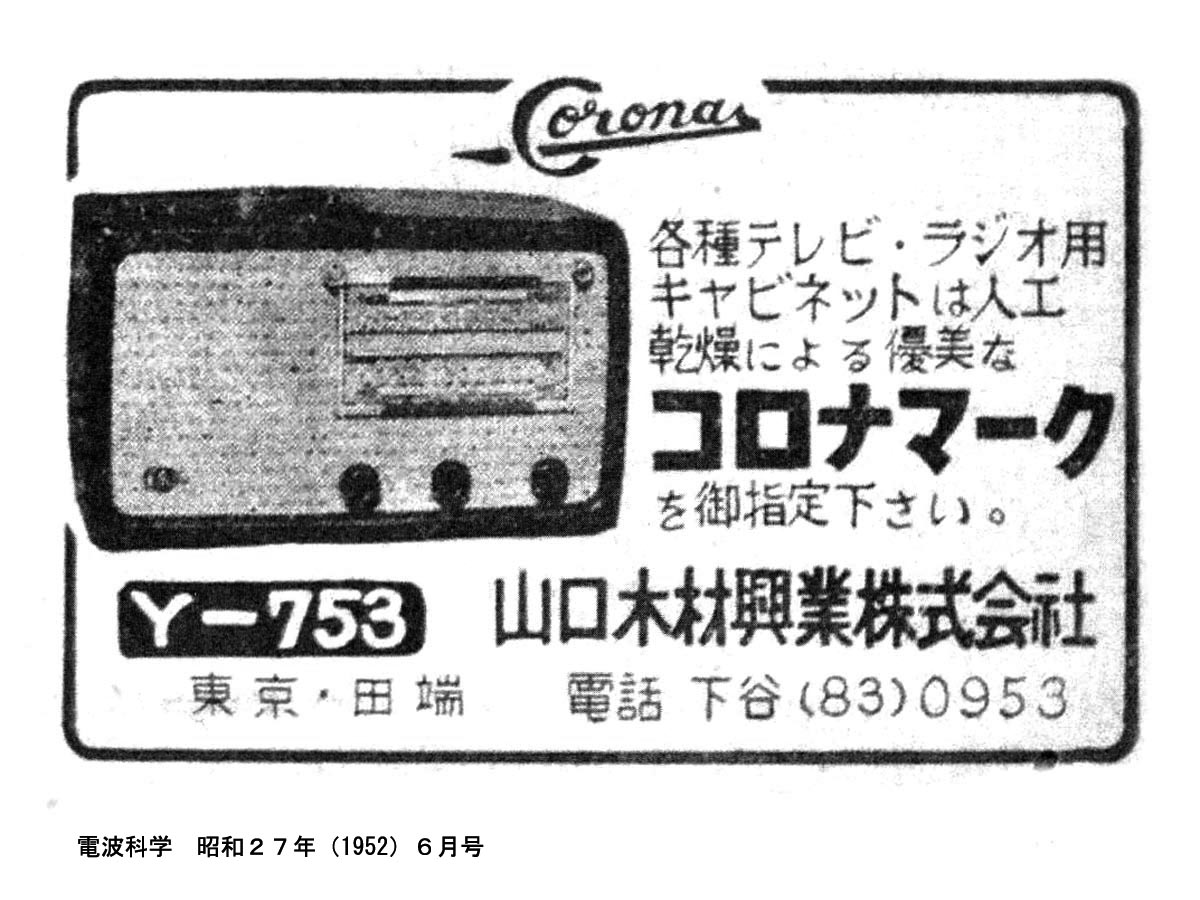 Corona
各種テレビ・ラジオ用
キャビネットは人工
乾燥による優美な
コロナマーク
を御指定下さい。
Y-753
山口木材興業株式会社
東京・田端
電話 下谷(83)0953
電波科学　昭和２７年（1952）６月号